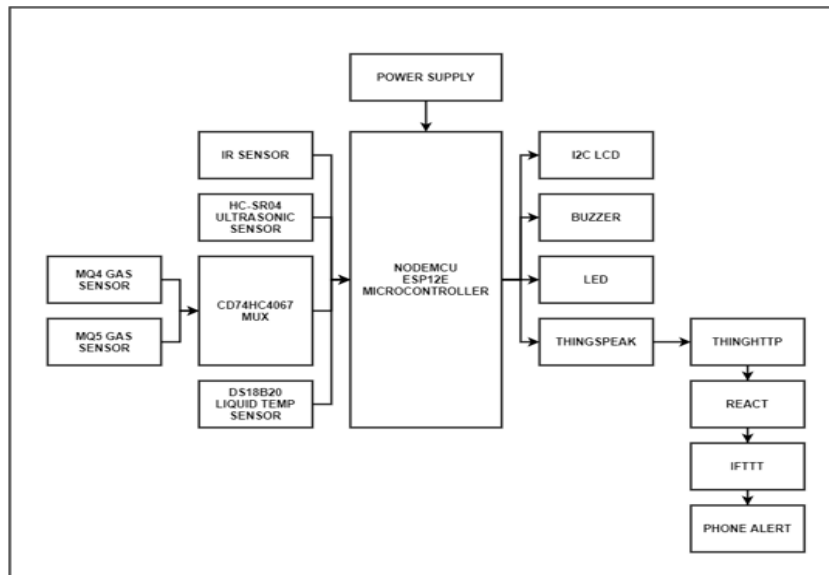 POWER SUPPLY
IR SENSOR
HC-SR04
ULTRASONIC
SENSOR
MQ4 GAS
SENSOR
MQ5 GAS
SENSOR
CD74HC4067
MUX
DS18B20
LIQUID TEMP
SENSOR
NODEMCU
ESP12E
MICROCONTROLLER
I2C LCD
BUZZER
LED
THINGSPEAK
THINGHTTP
REACT
IFTTT
PHONE ALERT